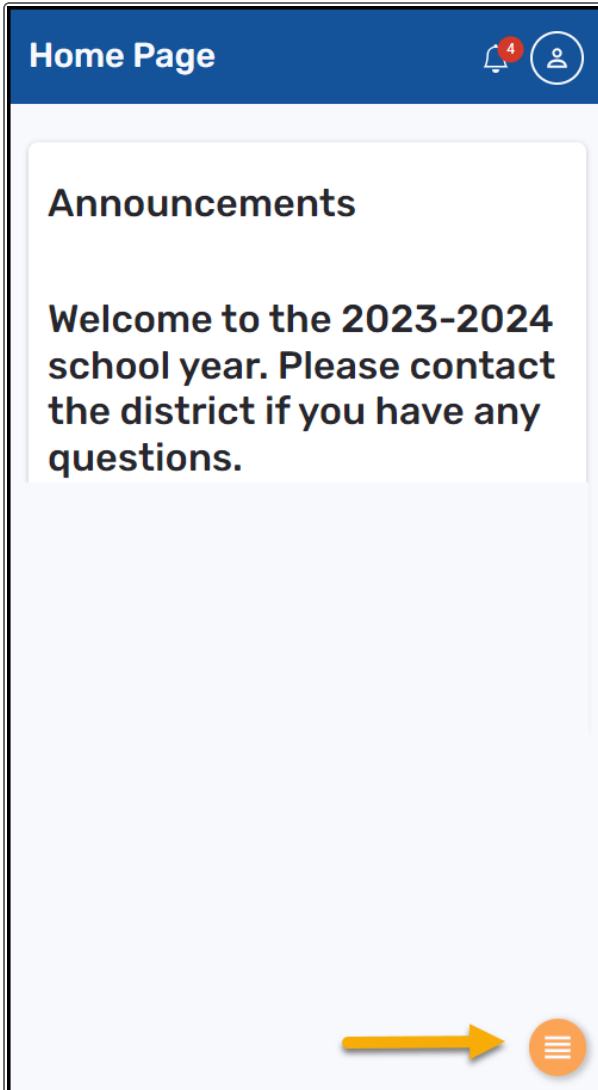 Home Page
4
Announcements
Welcome to the 2023-2024
school year. Please contact
the district if you have any
questions.